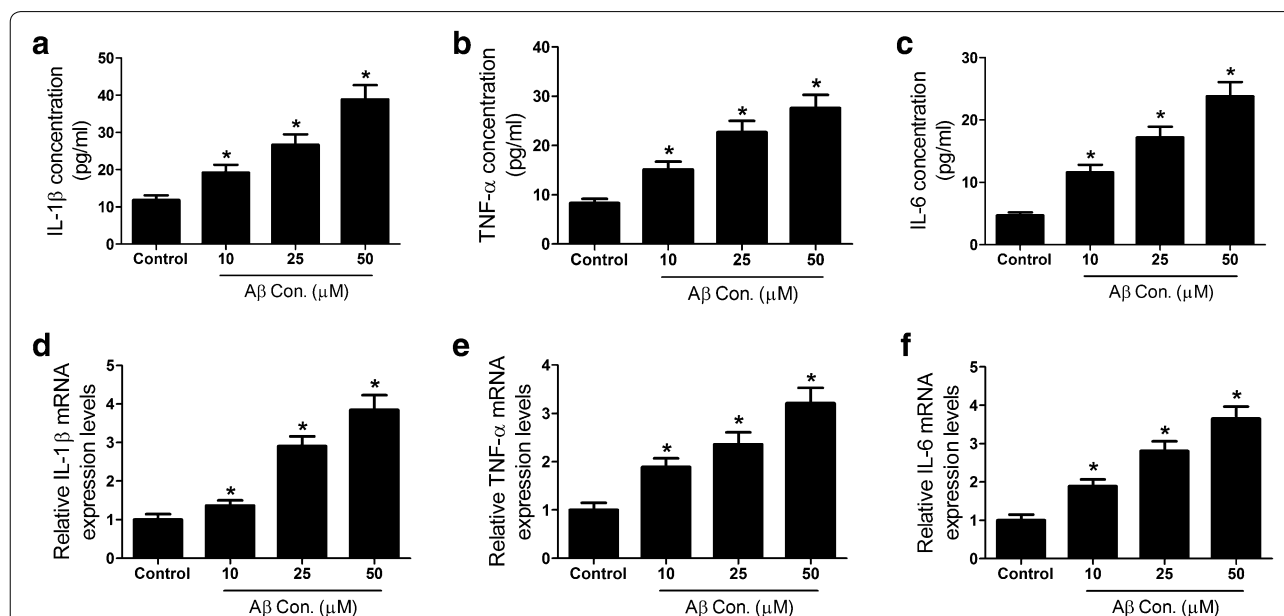 a
IL-1β concentration
(pg/ml)
50
40
30
20
10
0
*
*
*
Control
10
25
50
Aβ Con. (μM)
b
TNF-α concentration
(pg/ml)
40
30
20
10
0
*
*
*
Control
10
25
50
Aβ Con. (μM)
c
IL-6 concentration
(pg/ml)
30
20
10
0
*
*
*
Control
10
25
50
Aβ Con. (μM)
d
Relative IL-1β mRNA
expression levels
5
4
3
2
1
0
*
*
*
Control
10
25
50
Aβ Con. (μM)
e
Relative TNF-α mRNA
expression levels
4
3
2
1
0
*
*
*
Control
10
25
50
Aβ Con. (μM)
f
Relative IL-6 mRNA
expression levels
5
4
3
2
1
0
*
*
*
Control
10
25
50
Aβ Con. (μM)